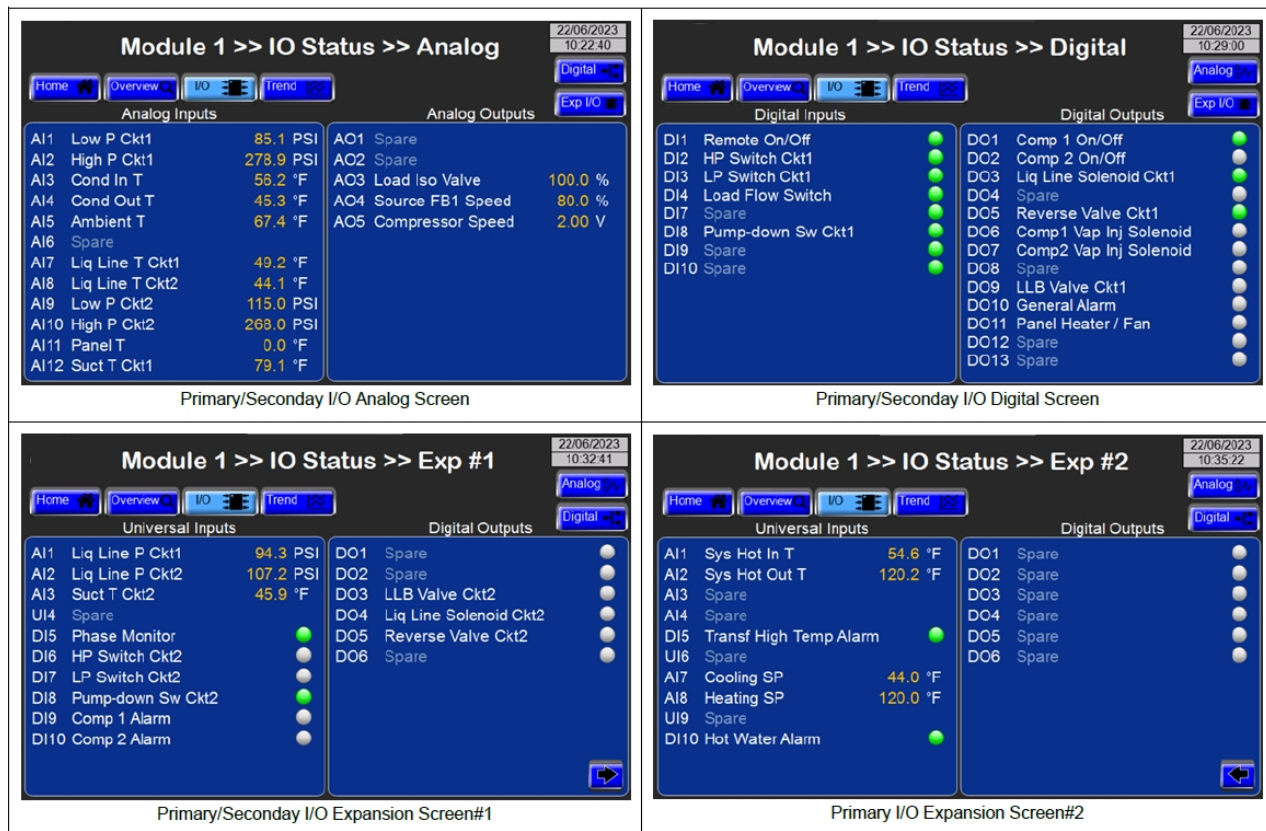 Module 1 >> IO Status >> Analog
22/06/2023
10:22:40
Digital
Home
Overview
I/O
Trend
Exp I/O
Analog Inputs
Analog Outputs
AI1 Low P Ckt1 85.1 PSI
AI2 High P Ckt1 278.9 PSI
AI3 Cond In T 56.2 °F
AI4 Cond Out T 45.3 °F
AI5 Ambient T 67.4 °F
AI6 Spare
AI7 Liq Line T Ckt1 49.2 °F
AI8 Liq Line T Ckt2 44.1 °F
AI9 Low P Ckt2 115.0 PSI
AI10 High P Ckt2 268.0 PSI
AI11 Panel T 0.0 °F
AI12 Suct T Ckt1 79.1 °F
AO1 Spare
AO2 Spare
AO3 Load Iso Valve 100.0 %
AO4 Source FB1 Speed 80.0 %
AO5 Compressor Speed 2.00 V
Primary/Seconday I/O Analog Screen
Module 1 >> IO Status >> Digital
22/06/2023
10:29:00
Analog
Home
Overview
I/O
Trend
Exp I/O
Digital Inputs
Digital Outputs
DI1 Remote On/Off
DI2 HP Switch Ckt1
DI3 LP Switch Ckt1
DI4 Load Flow Switch
DI7 Spare
DI8 Pump-down Sw Ckt1
DI9 Spare
DI10 Spare
DO1 Comp 1 On/Off
DO2 Comp 2 On/Off
DO3 Liq Line Solenoid Ckt1
DO4 Spare
DO5 Reverse Valve Ckt1
DO6 Comp1 Vap Inj Solenoid
DO7 Comp2 Vap Inj Solenoid
DO8 Spare
DO9 LLB Valve Ckt1
DO10 General Alarm
DO11 Panel Heater / Fan
DO12 Spare
DO13 Spare
Primary/Seconday I/O Digital Screen
Module 1 >> IO Status >> Exp #1
22/06/2023
10:32:41
Analog
Home
Overview
I/O
Trend
Digital
Universal Inputs
Digital Outputs
AI1 Liq Line P Ckt1 94.3 PSI
AI2 Liq Line P Ckt2 107.2 PSI
AI3 Suct T Ckt2 45.9 °F
UI4 Spare
DI5 Phase Monitor
DI6 HP Switch Ckt2
DI7 LP Switch Ckt2
DI8 Pump-down Sw Ckt2
DI9 Comp 1 Alarm
DI10 Comp 2 Alarm
DO1 Spare
DO2 Spare
DO3 LLB Valve Ckt2
DO4 Liq Line Solenoid Ckt2
DO5 Reverse Valve Ckt2
DO6 Spare
Primary/Seconday I/O Expansion Screen#1
Module 1 >> IO Status >> Exp #2
22/06/2023
10:35:22
Analog
Home
Overview
I/O
Trend
Digital
Universal Inputs
Digital Outputs
AI1 Sys Hot In T 54.6 °F
AI2 Sys Hot Out T 120.2 °F
AI3 Spare
AI4 Spare
DI5 Transf High Temp Alarm
UI6 Spare
AI7 Cooling SP 44.0 °F
AI8 Heating SP 120.0 °F
UI9 Spare
DI10 Hot Water Alarm
DO1 Spare
DO2 Spare
DO3 Spare
DO4 Spare
DO5 Spare
DO6 Spare
Primary I/O Expansion Screen#2